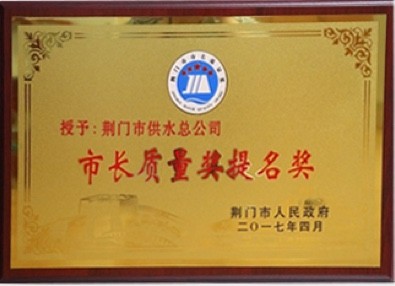 授予：荆门市供水总公司
市长质量奖提名奖
荆门市人民政府
二〇一七年四月